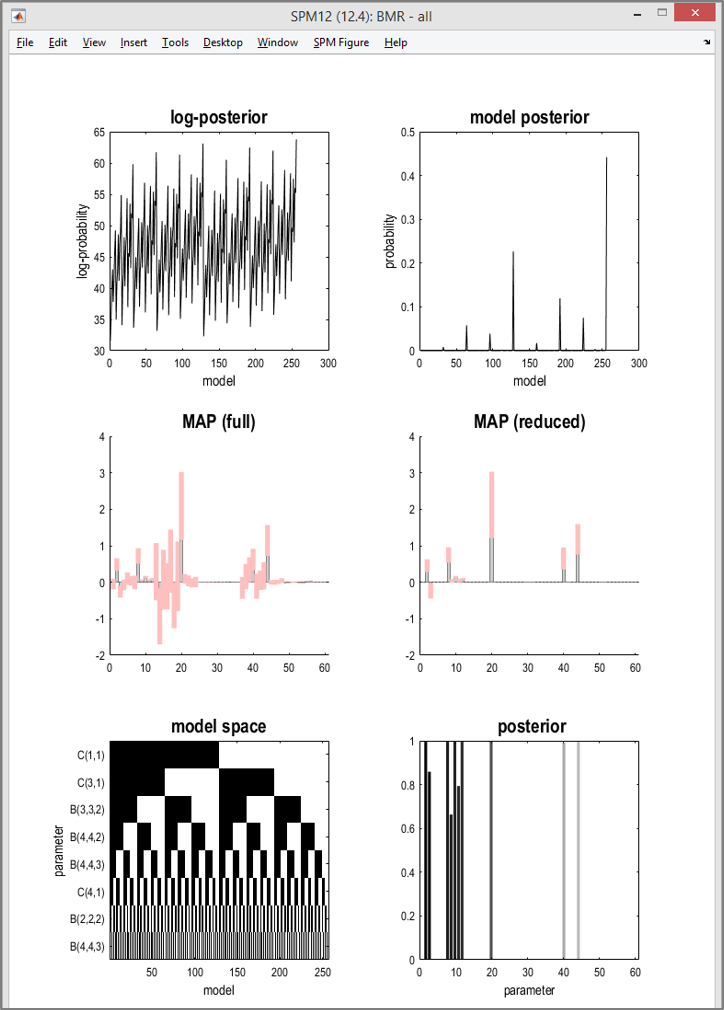 SPM12 (12.4): BMR - all
File Edit View Insert Tools Desktop Window SPM Figure Help
log-posterior
65
60
55
50
45
40
35
30
log-probability
0 50 100 150 200 250 300
model
model posterior
0.5
0.4
0.3
0.2
0.1
0
probability
0 50 100 150 200 250 300
model
MAP (full)
4
3
2
1
0
-1
-2
0 10 20 30 40 50 60
MAP (reduced)
4
3
2
1
0
-1
-2
0 10 20 30 40 50 60
model space
C(1,1)
C(3,1)
B(3,3,2)
B(4,4,2)
B(4,4,3)
C(4,1)
B(2,2,2)
B(4,4,3)
parameter
50 100 150 200 250
model
posterior
1
0.8
0.6
0.4
0.2
0
0 10 20 30 40 50 60
parameter